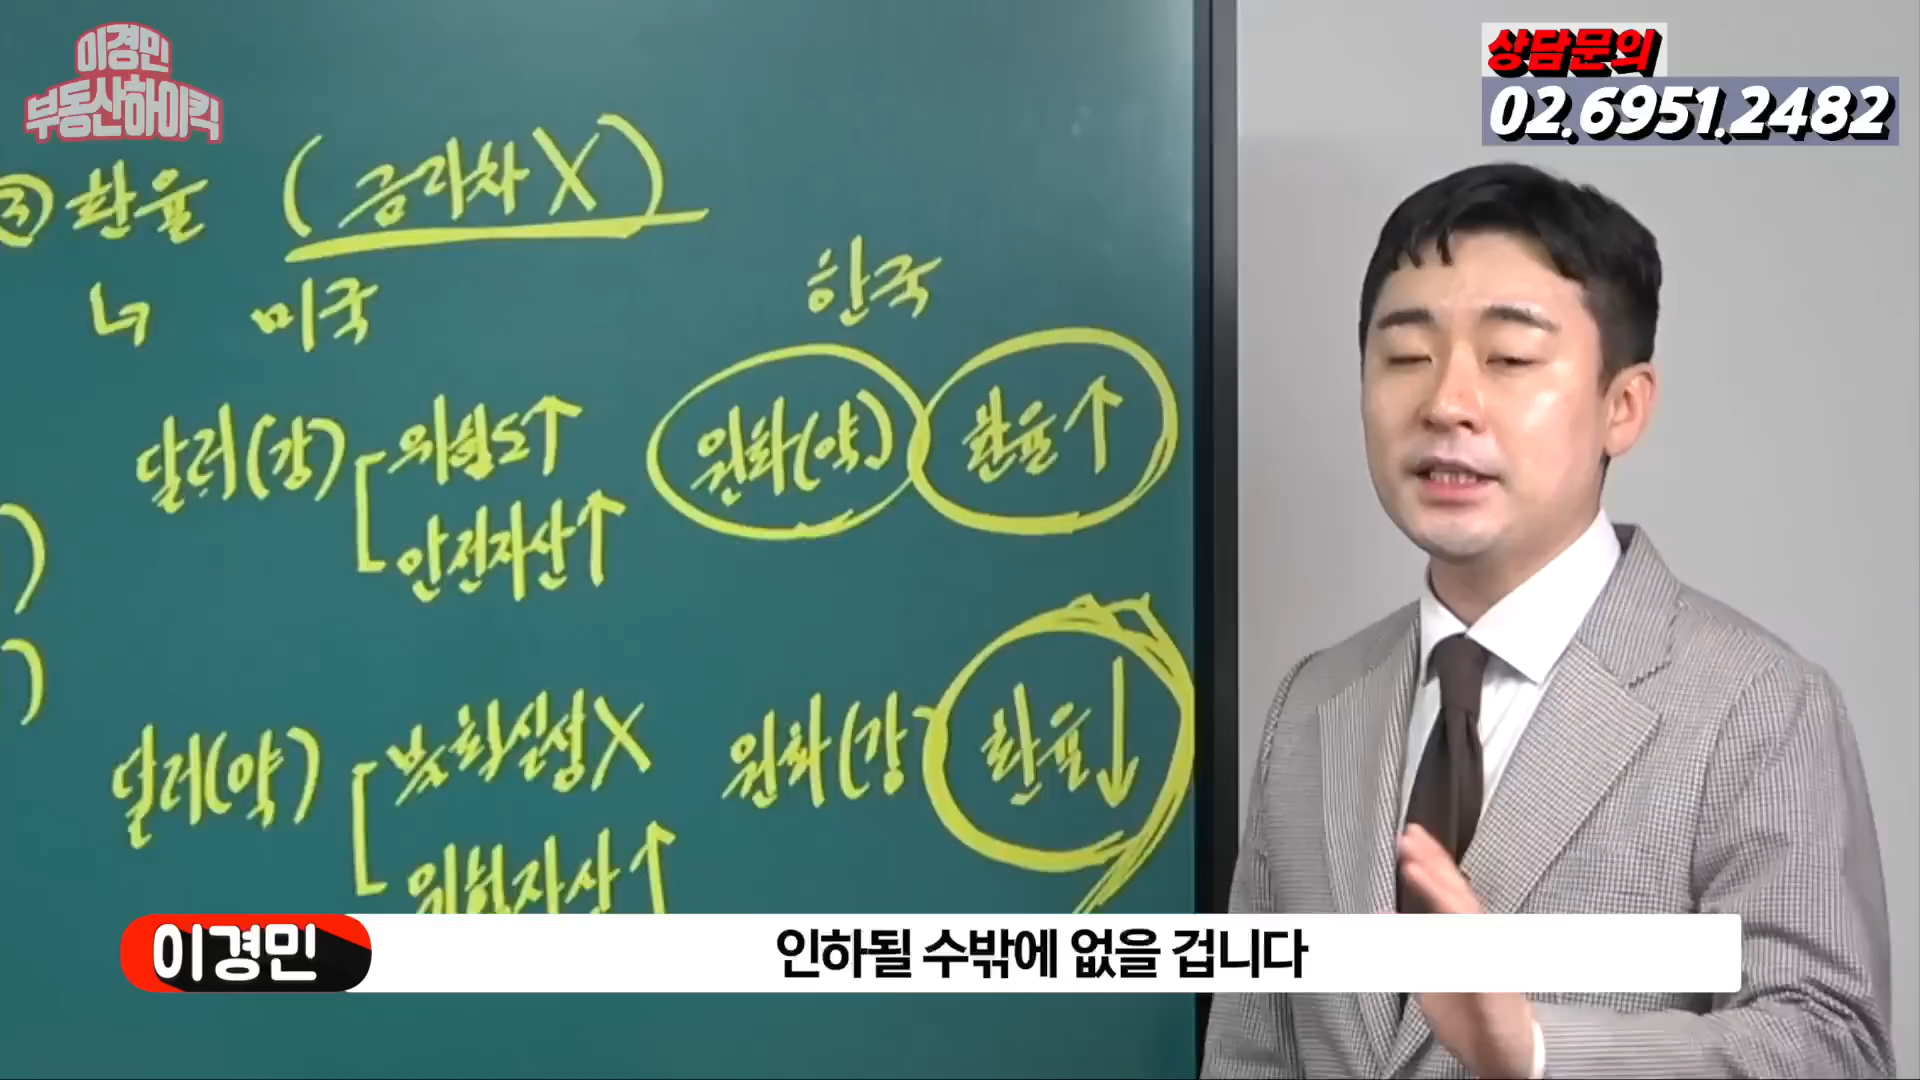 이경민
부동산하이킥
상담문의
02.6951.2482
③ 환율 (금리차 X)
↳ 미국
한국
달러(강) 위험도↑
안전자산↑
원화(약) 환율↑
달러(약) 불확실성X
위험자산↑
원화(강 환율↓
이경민
인하될 수밖에 없을 겁니다